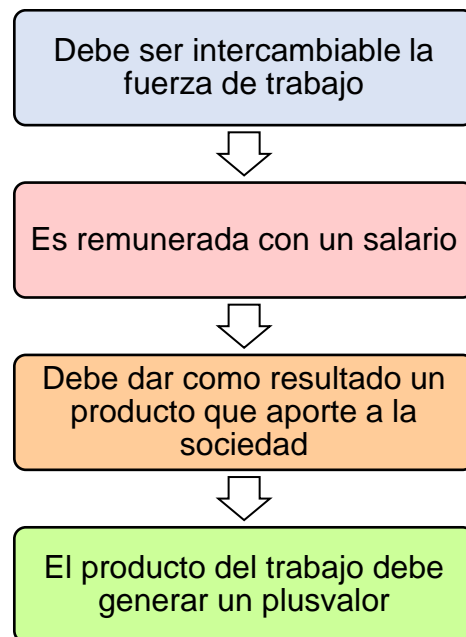 Debe ser intercambiable la
fuerza de trabajo
Es remunerada con un salario
Debe dar como resultado un
producto que aporte a la
sociedad
El producto del trabajo debe
generar un plusvalor